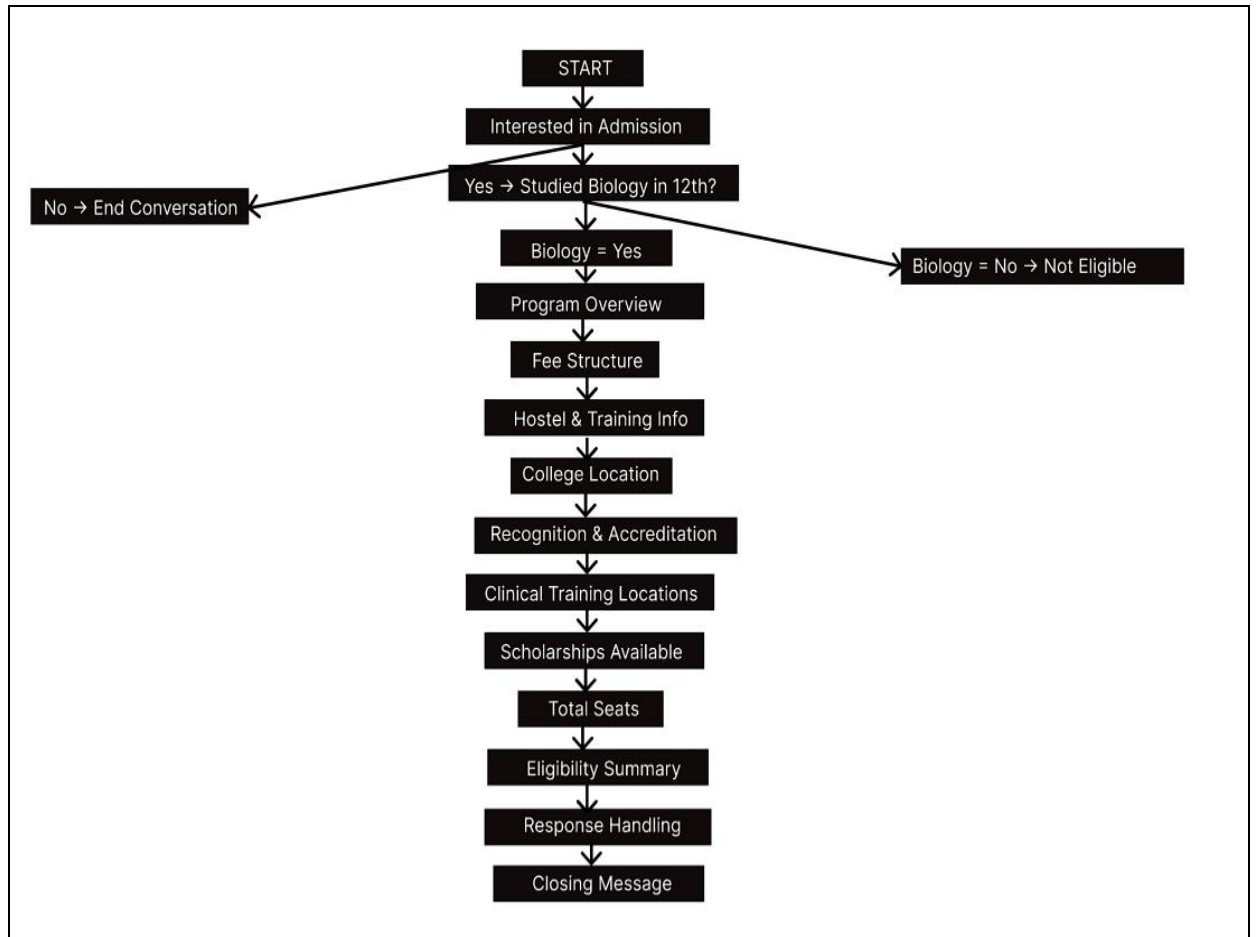 START
Interested in Admission
Yes → Studied Biology in 12th?
No → End Conversation
Biology = Yes
Biology = No → Not Eligible
Program Overview
Fee Structure
Hostel & Training Info
College Location
Recognition & Accreditation
Clinical Training Locations
Scholarships Available
Total Seats
Eligibility Summary
Response Handling
Closing Message